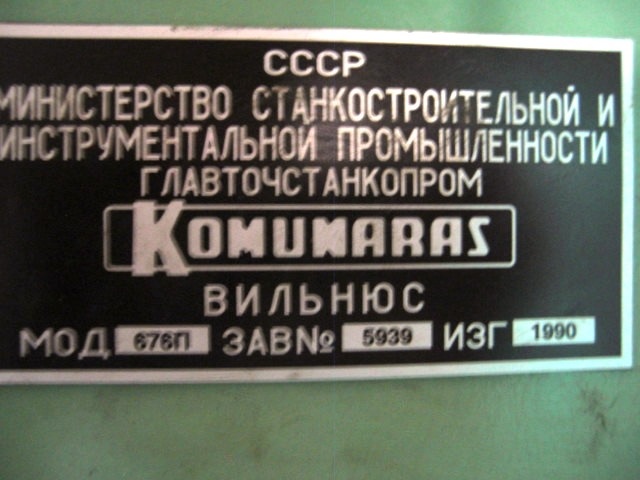 СССР
МИНИСТЕРСТВО СТАНКОСТРОИТЕЛЬНОЙ И
ИНСТРУМЕНТАЛЬНОЙ ПРОМЫШЛЕННОСТИ
ГЛАВТОЧСТАНКОПРОМ
KOMUNARAS
ВИЛЬНЮС
МОД 676П ЗАВ№ 5939 ИЗГ 1990